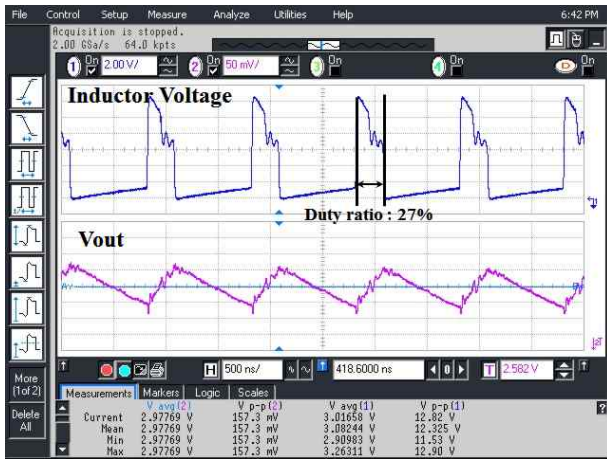 File Control Setup Measure Analyze Utilities Help 6:42 PM
Acquisition is stopped.
2.00 GSa/s 64.0 kpts
1 On 2.00 V/ 2 On 50 mV/ 3 On 4 On D On
Inductor Voltage
Duty ratio : 27%
Vout
H 500 ns/ 418.6000 ns 0 T 2.582 V
More
(1of 2)
Delete
All
Measurements Markers Logic Scales
V avg(2) V p-p(2) V avg(1) V p-p(1)
Current 2.97769 V 157.3 mV 3.01658 V 12.82 V
Mean 2.97769 V 157.3 mV 3.08244 V 12.325 V
Min 2.97769 V 157.3 mV 2.90983 V 11.53 V
Max 2.97769 V 157.3 mV 3.26311 V 12.90 V
?